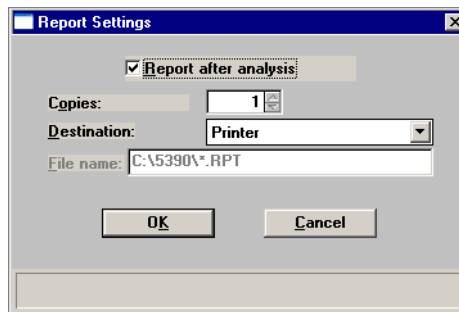 Report Settings
Report after analysis
Copies: 1
Destination: Printer
File name: C:\5390\*.RPT
OK Cancel